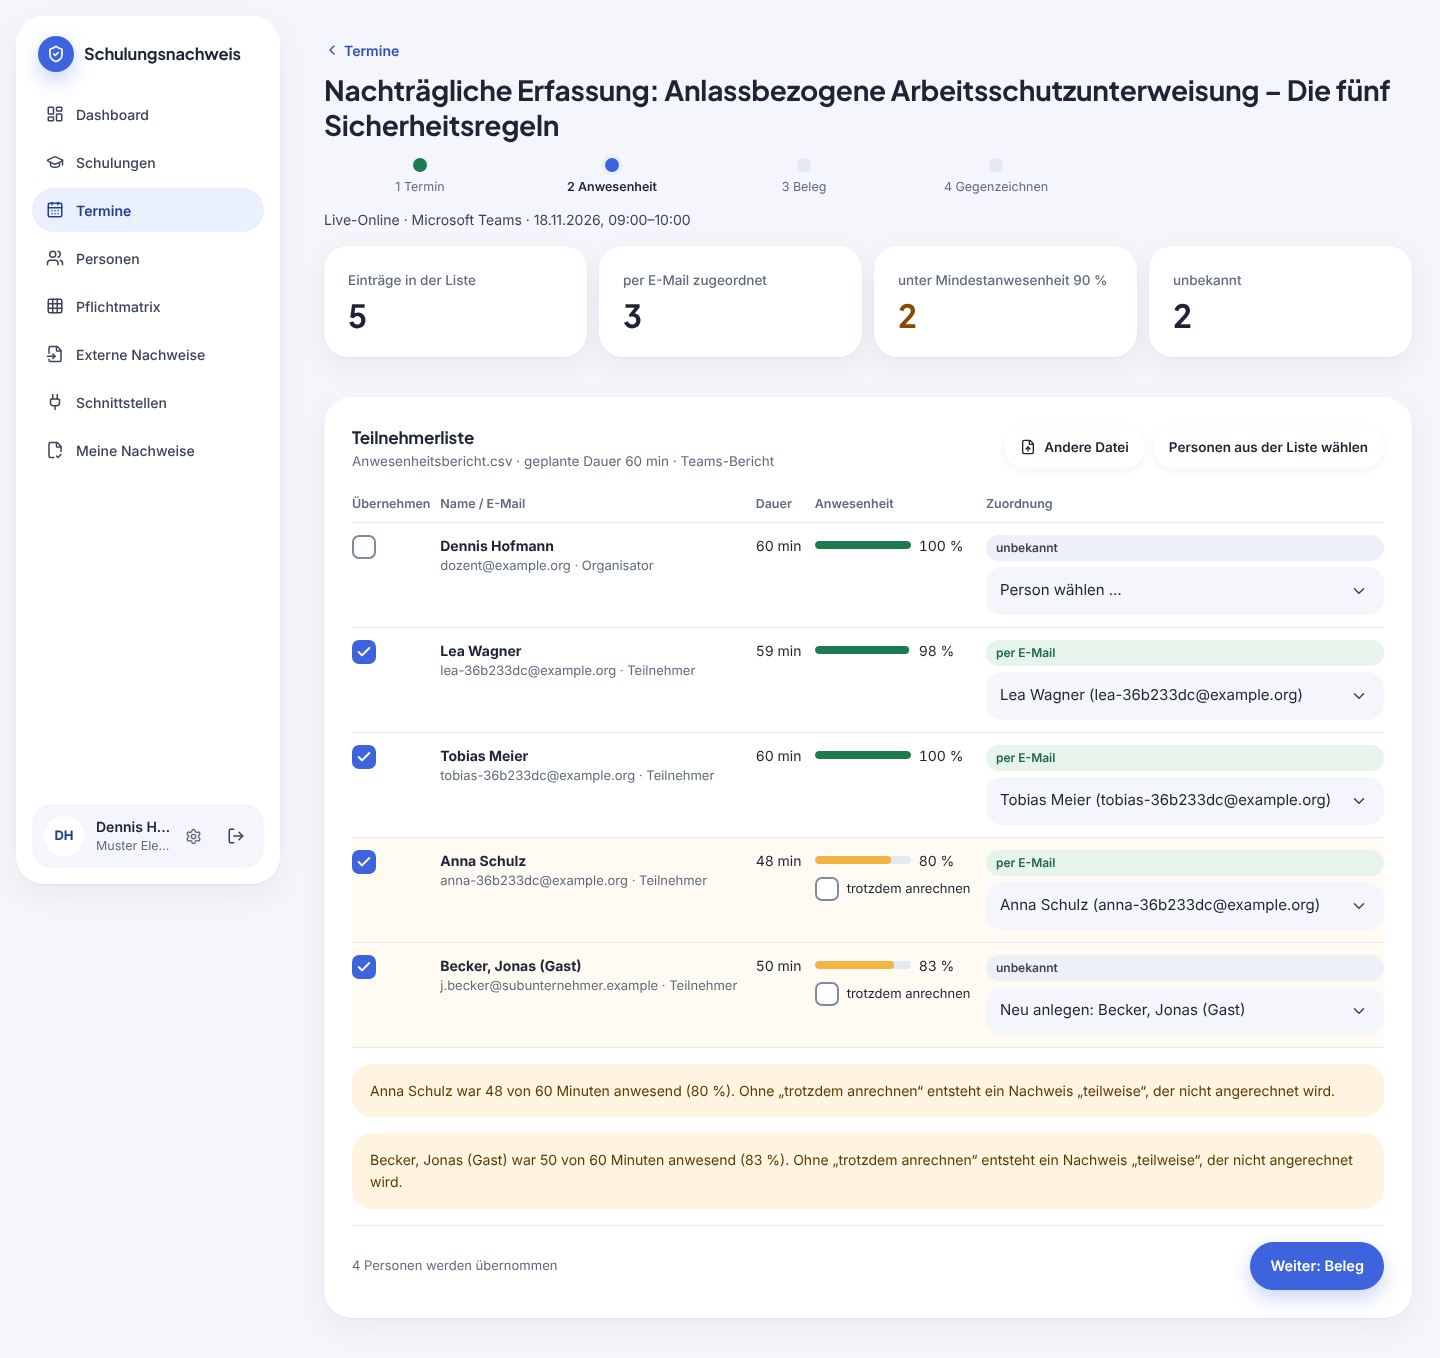 Schulungsnachweis
Dashboard
Schulungen
Termine
Personen
Pflichtmatrix
Externe Nachweise
Schnittstellen
Meine Nachweise
DH
Dennis H...
Muster Ele...
Termine
Nachträgliche Erfassung: Anlassbezogene Arbeitsschutzunterweisung – Die fünf
Sicherheitsregeln
1 Termin
2 Anwesenheit
3 Beleg
4 Gegenzeichnen
Live-Online · Microsoft Teams · 18.11.2026, 09:00–10:00
Einträge in der Liste
5
per E-Mail zugeordnet
3
unter Mindestanwesenheit 90 %
2
unbekannt
2
Teilnehmerliste
Anwesenheitsbericht.csv · geplante Dauer 60 min · Teams-Bericht
Andere Datei
Personen aus der Liste wählen
Übernehmen Name / E-Mail Dauer Anwesenheit Zuordnung
Dennis Hofmann 60 min 100 % unbekannt
dozent@example.org · Organisator
Person wählen ...
Lea Wagner 59 min 98 % per E-Mail
lea-36b233dc@example.org · Teilnehmer
Lea Wagner (lea-36b233dc@example.org)
Tobias Meier 60 min 100 % per E-Mail
tobias-36b233dc@example.org · Teilnehmer
Tobias Meier (tobias-36b233dc@example.org)
Anna Schulz 48 min 80 % per E-Mail
anna-36b233dc@example.org · Teilnehmer
trotzdem anrechnen
Anna Schulz (anna-36b233dc@example.org)
Becker, Jonas (Gast) 50 min 83 % unbekannt
j.becker@subunternehmer.example · Teilnehmer
trotzdem anrechnen
Neu anlegen: Becker, Jonas (Gast)
Anna Schulz war 48 von 60 Minuten anwesend (80 %). Ohne „trotzdem anrechnen“ entsteht ein Nachweis „teilweise“, der nicht angerechnet wird.
Becker, Jonas (Gast) war 50 von 60 Minuten anwesend (83 %). Ohne „trotzdem anrechnen“ entsteht ein Nachweis „teilweise“, der nicht angerechnet
wird.
4 Personen werden übernommen
Weiter: Beleg